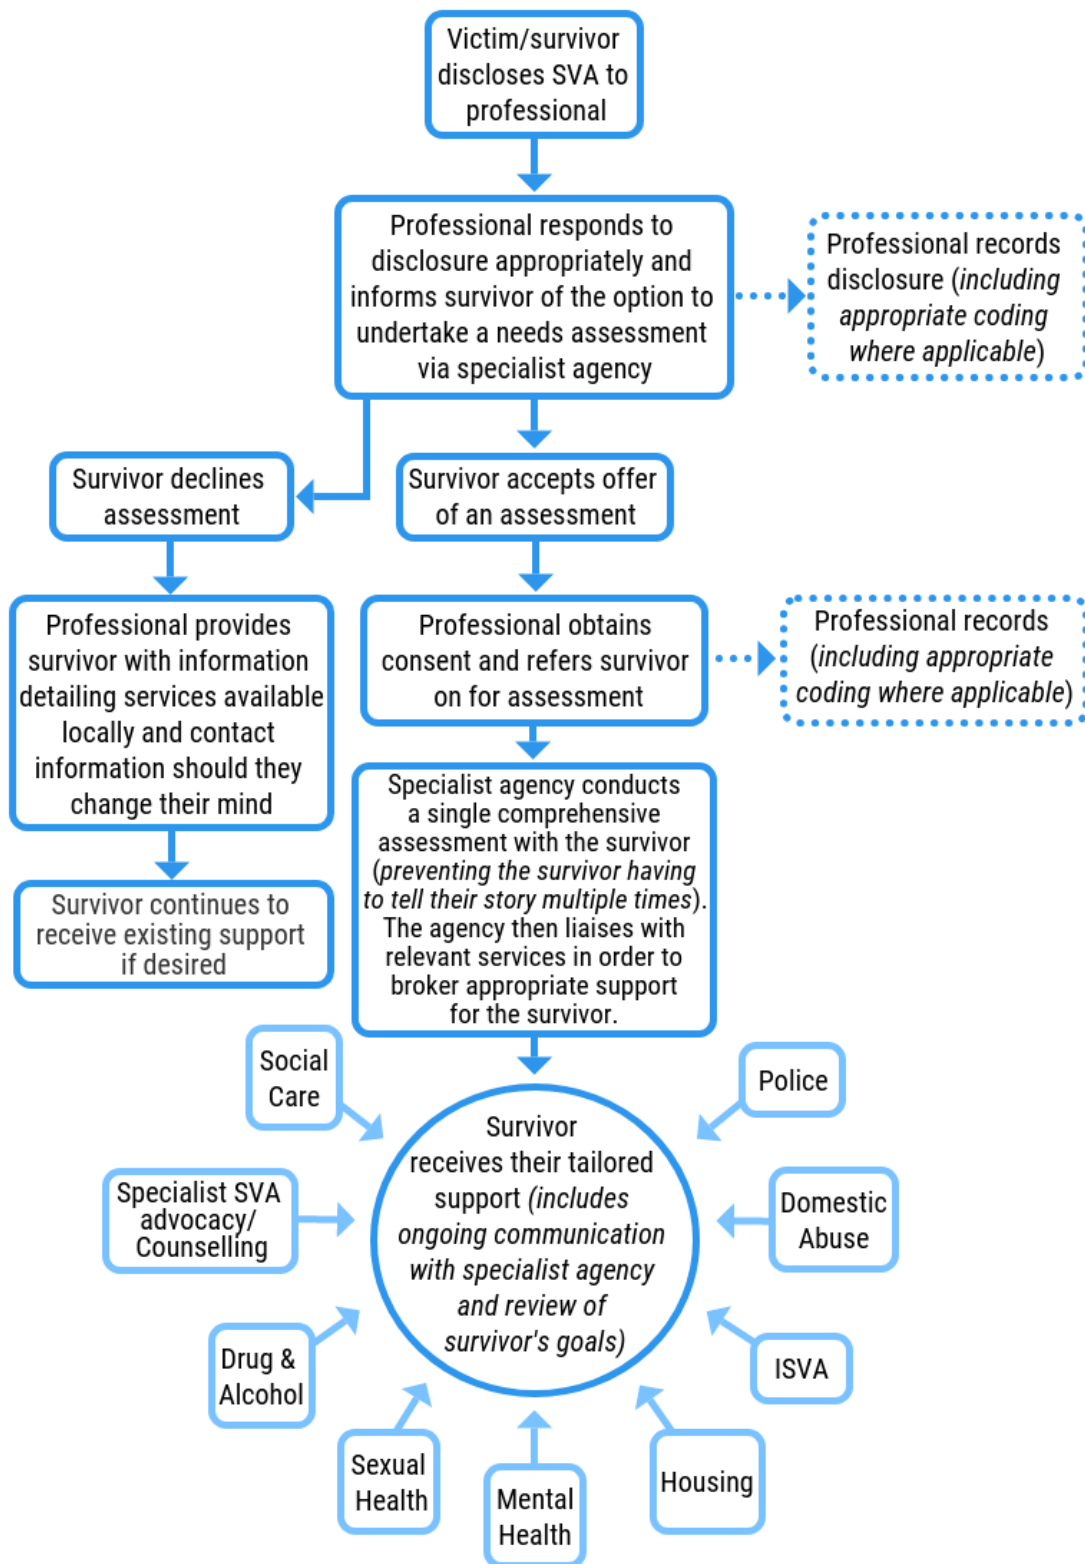 Victim/survivor
discloses SVA to
professional
Professional responds to
disclosure appropriately and
informs survivor of the option to
undertake a needs assessment
via specialist agency
Professional records
disclosure (including
appropriate coding
where applicable)
Survivor declines
assessment
Survivor accepts offer
of an assessment
Professional provides
survivor with information
detailing services available
locally and contact
information should they
change their mind
Professional obtains
consent and refers survivor
on for assessment
Professional records
(including appropriate
coding where applicable)
Survivor continues to
receive existing support
if desired
Specialist agency conducts
a single comprehensive
assessment with the survivor
(preventing the survivor having
to tell their story multiple times).
The agency then liaises with
relevant services in order to
broker appropriate support
for the survivor.
Social
Care
Police
Survivor
receives their tailored
support (includes
ongoing communication
with specialist agency
and review of
survivor's goals)
Specialist SVA
advocacy/
Counselling
Domestic
Abuse
Drug &
Alcohol
ISVA
Sexual
Health
Mental
Health
Housing